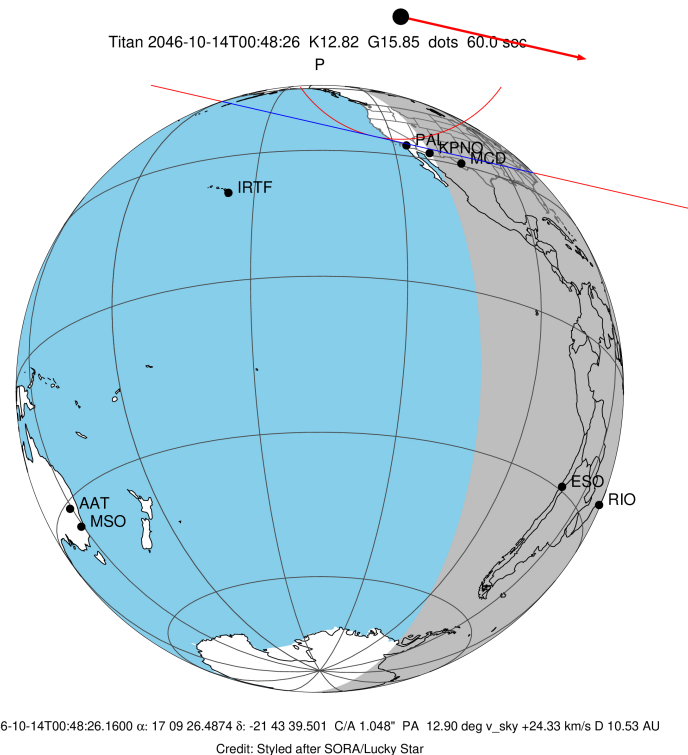 Titan 2046-10-14T00:48:26 K12.82 G15.85 dots 60.0 sec
P
PAL
KPNO
MCD
IRTF
ESO
RIO
AAT
MSO
6-10-14T00:48:26.1600 α: 17 09 26.4874 δ: -21 43 39.501 C/A 1.048" PA 12.90 deg v_sky +24.33 km/s D 10.53 AU
Credit: Styled after SORA/Lucky Star